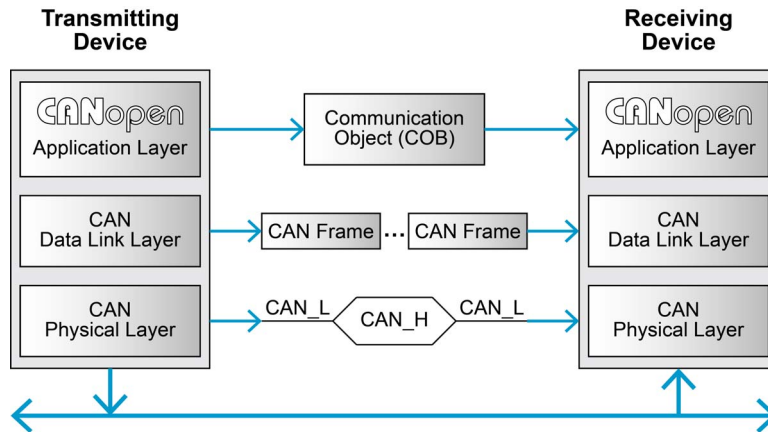 Transmitting
Device
Receiving
Device
CANopen
Application Layer
Communication
Object (COB)
CANopen
Application Layer
CAN
Data Link Layer
CAN Frame
...
CAN Frame
CAN
Data Link Layer
CAN
Physical Layer
CAN_L
CAN_H
CAN_L
CAN
Physical Layer